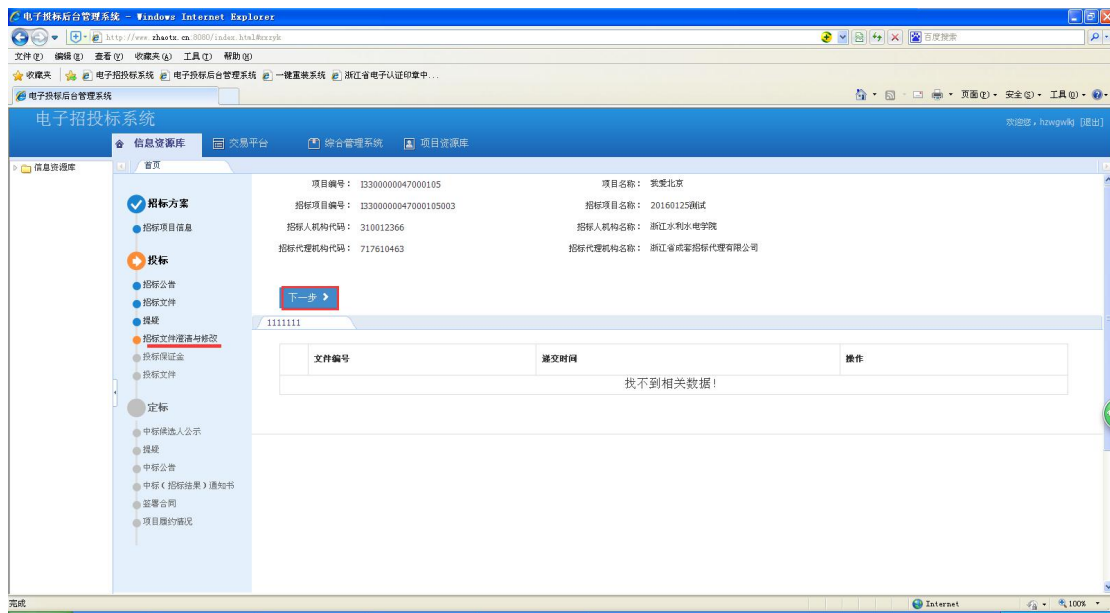 电子投标后台管理系统 - Windows Internet Explorer
http://www.zhaotx.cn:8080/index.html#xxzyk
百度搜索
文件(F) 编辑(E) 查看(V) 收藏夹(A) 工具(T) 帮助(H)
收藏夹 电子招投标系统 电子投标后台管理系统 一键重装系统 浙江省电子认证印章中...
电子投标后台管理系统
页面(P) 安全(S) 工具(O)
电子招投标系统
欢迎您，hzwgwlkj [退出]
信息资源库 交易平台 综合管理系统 项目资源库
信息资源库
首页
招标方案
招标项目信息
投标
招标公告
招标文件
提疑
招标文件澄清与修改
投标保证金
投标文件
定标
中标候选人公示
提疑
中标公告
中标(招标结果)通知书
签署合同
项目履约情况
项目编号： I3300000047000105 项目名称： 我爱北京
招标项目编号： I3300000047000105003 招标项目名称： 20160125测试
招标人机构代码： 310012366 招标人机构名称： 浙江水利水电学院
招标代理机构代码： 717610463 招标代理机构名称： 浙江省成套招标代理有限公司
下一步
1111111
文件编号 递交时间 操作
找不到相关数据!
完成 Internet 100%